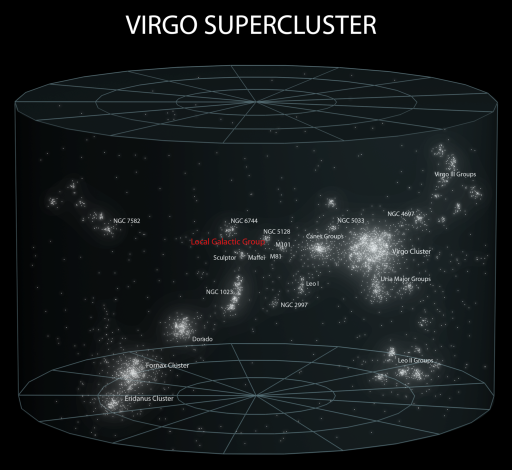 VIRGO SUPERCLUSTER
Virgo III Groups
NGC 7582
NGC 6744
NGC 5033
NGC 4697
NGC 5128
Local Galactic Group
Canes Groups
M101
Virgo Cluster
Sculptor
Maffei
M81
NGC 1023
Leo I
Ursa Major Groups
NGC 2997
Dorado
Fornax Cluster
Leo II Groups
Eridanus Cluster